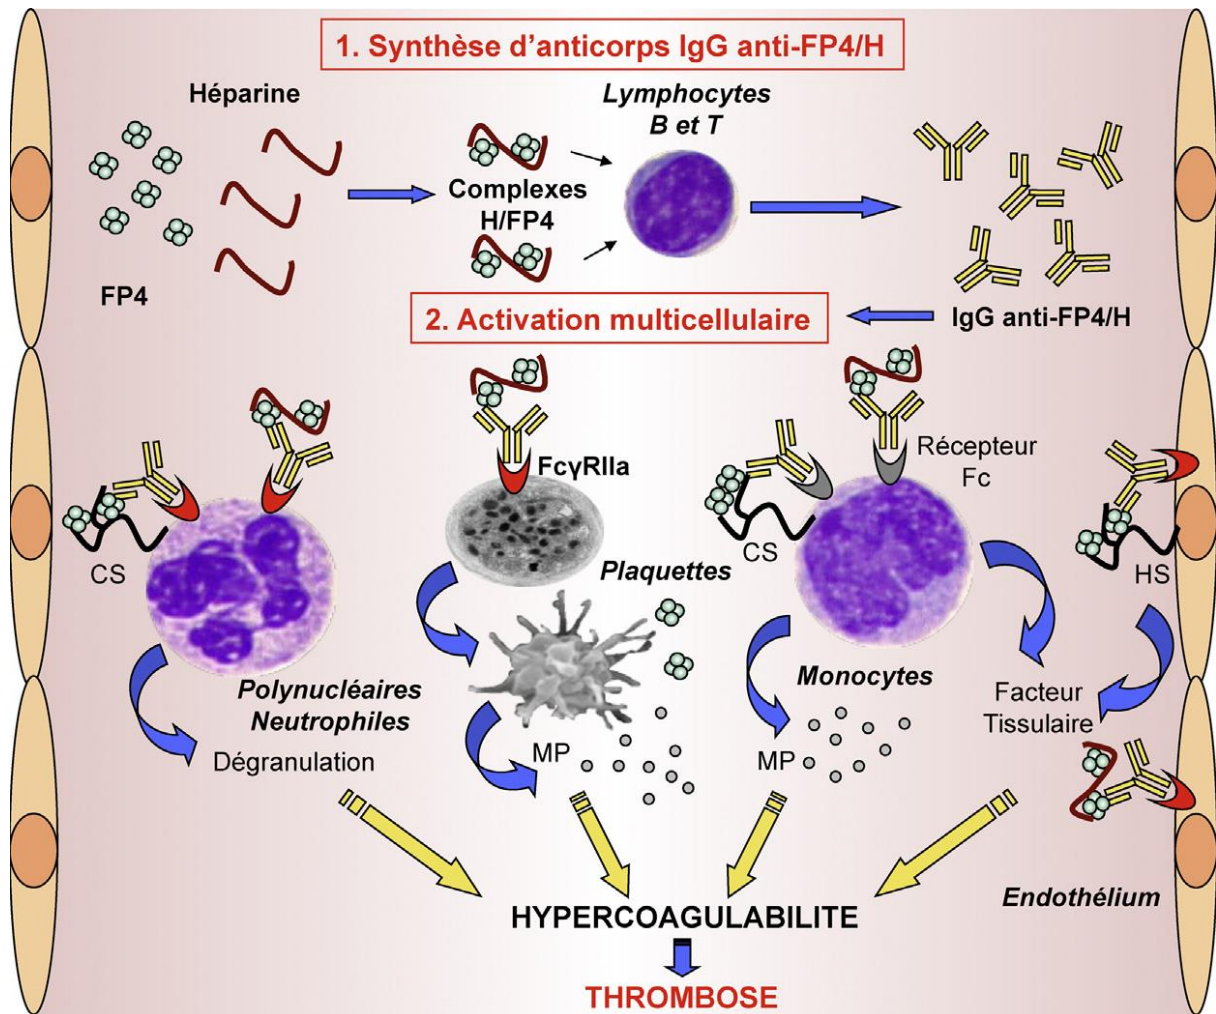 1. Synthèse d'anticorps IgG anti-FP4/H
Héparine
Lymphocytes
B et T
Complexes
H/FP4
FP4
IgG anti-FP4/H
2. Activation multicellulaire
FcγRIIa
Récepteur
Fc
CS
CS
HS
Plaquettes
Polynucléaires
Neutrophiles
Monocytes
Facteur
Tissulaire
Dégranulation
MP
MP
Endothélium
HYPERCOAGULABILITE
THROMBOSE